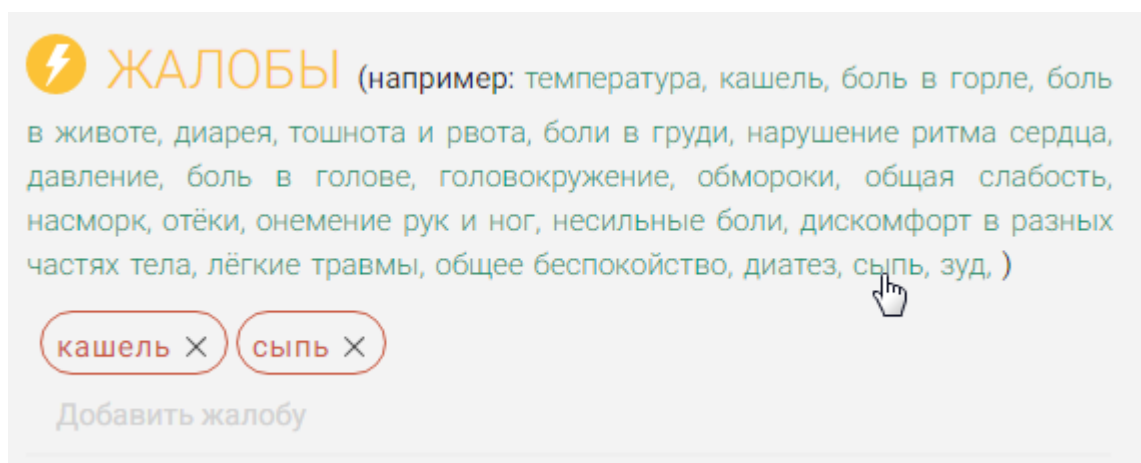 ЖАЛОБЫ (например: температура, кашель, боль в горле, боль
в животе, диарея, тошнота и рвота, боли в груди, нарушение ритма сердца,
давление, боль в голове, головокружение, обмороки, общая слабость,
насморк, отёки, онемение рук и ног, несильные боли, дискомфорт в разных
частях тела, лёгкие травмы, общее беспокойство, диатез, сыпь, зуд, )
кашель × сыпь ×
Добавить жалобу